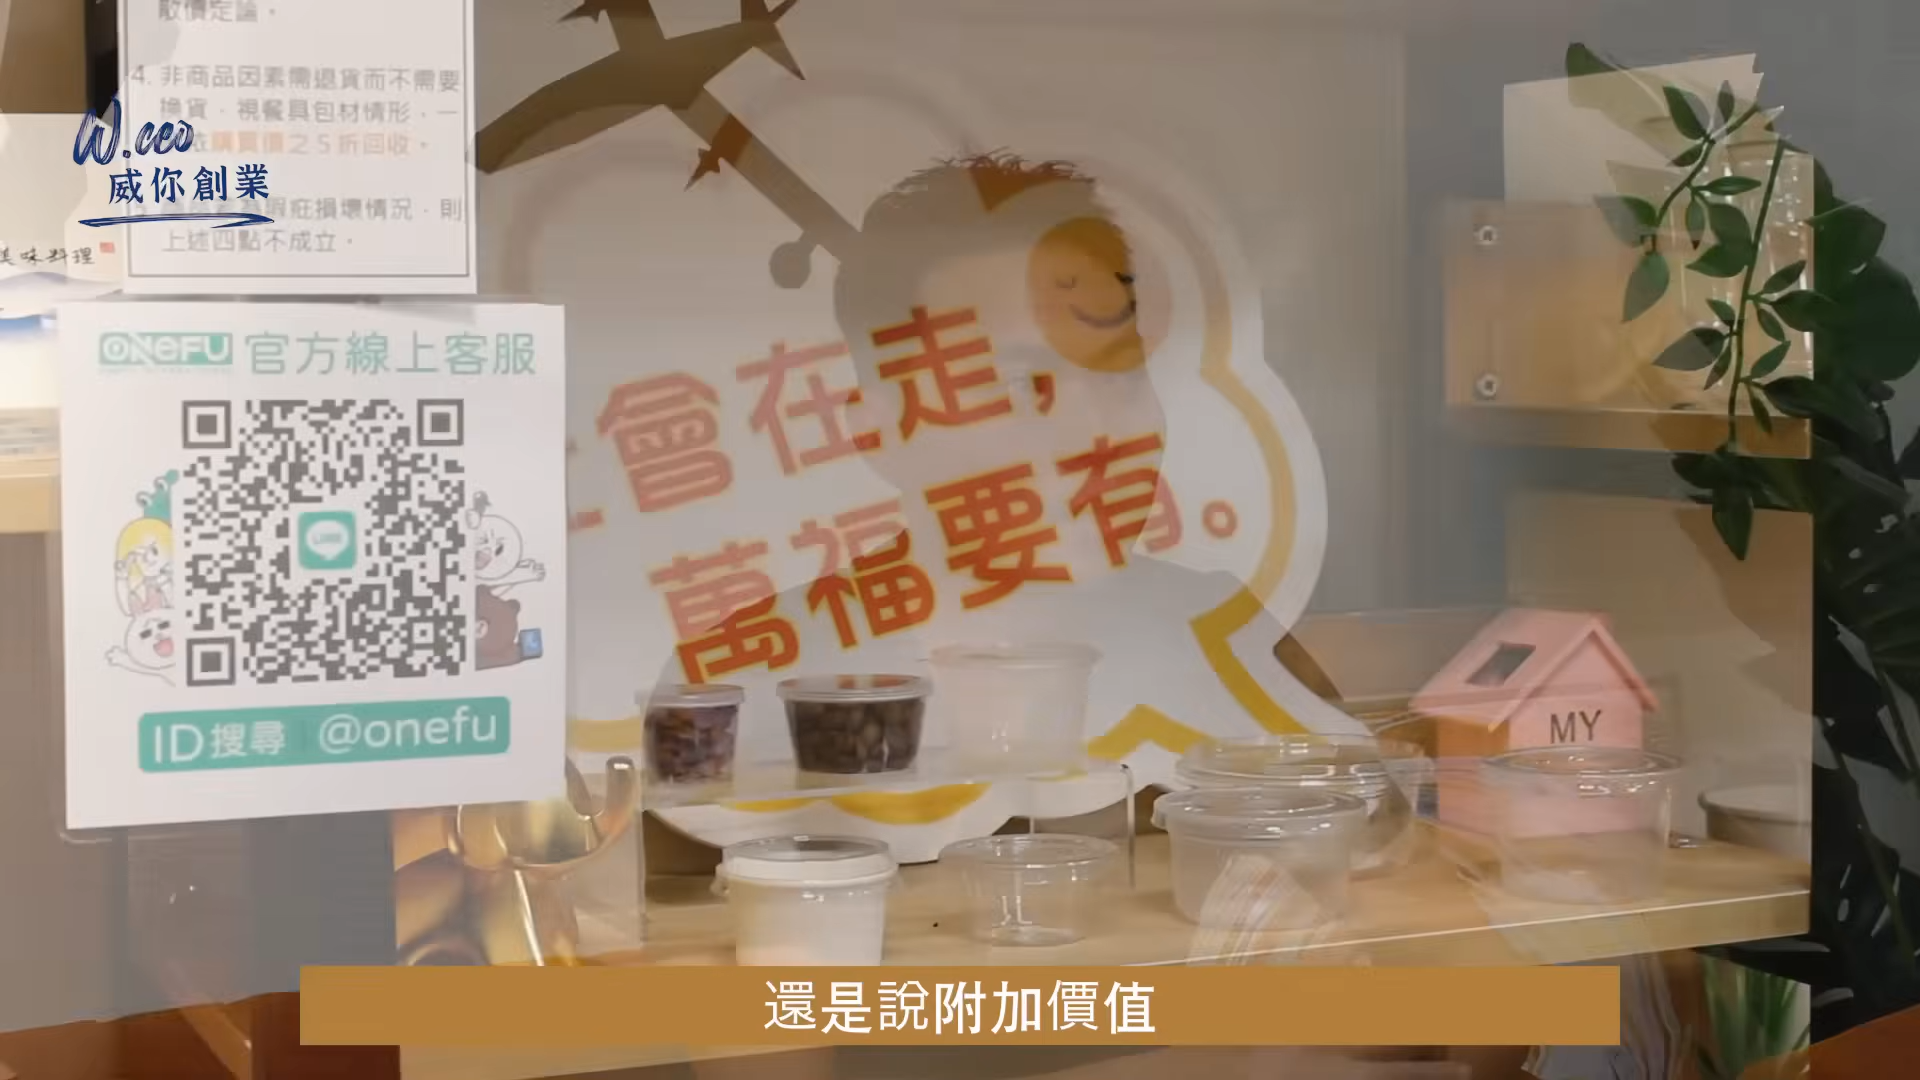 散價定論。
4. 非商品因素需退貨而不需要
換貨，視餐具包材情形，一
依購買價之5折回收。
瑕疵損壞情況，則
上述四點不成立。
W.ceo
威你創業
美味料理
ONEFU 官方線上客服
LINE
ID搜尋 @onefu
會在走，
萬福要有。
MY
還是說附加價值